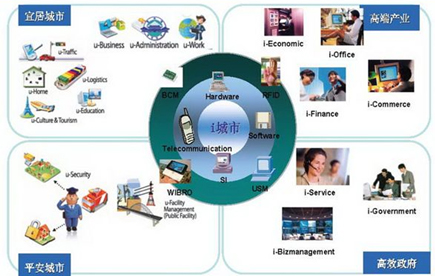 宜居城市
u-Business
u-Administration
u-Work
u-Traffic
u-Home
u-Logistics
u-Education
u-Culture & Tourism
高端产业
i-Economic
i-Office
i-Finance
i-Commerce
BCM
Hardware
RFID
i城市
Telecommunication
Software
WIBRO
SI
USM
u-Security
u-Facility
Management
(Public Facility)
平安城市
i-Service
i-Government
i-Bizmanagement
高效政府